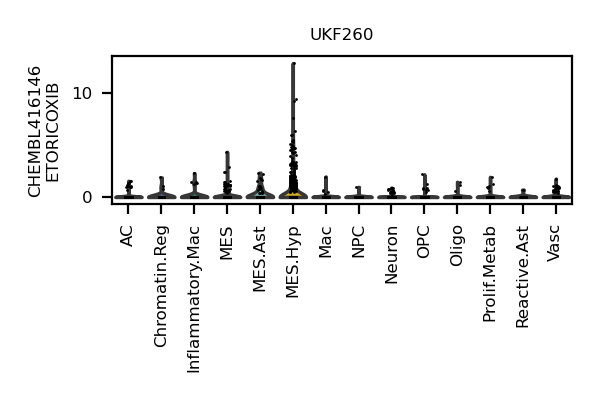 UKF260
CHEMBL416146
ETORICOXIB
10
0
AC
Chromatin.Reg
Inflammatory.Mac
MES
MES.Ast
MES.Hyp
Mac
NPC
Neuron
OPC
Oligo
Prolif.Metab
Reactive.Ast
Vasc